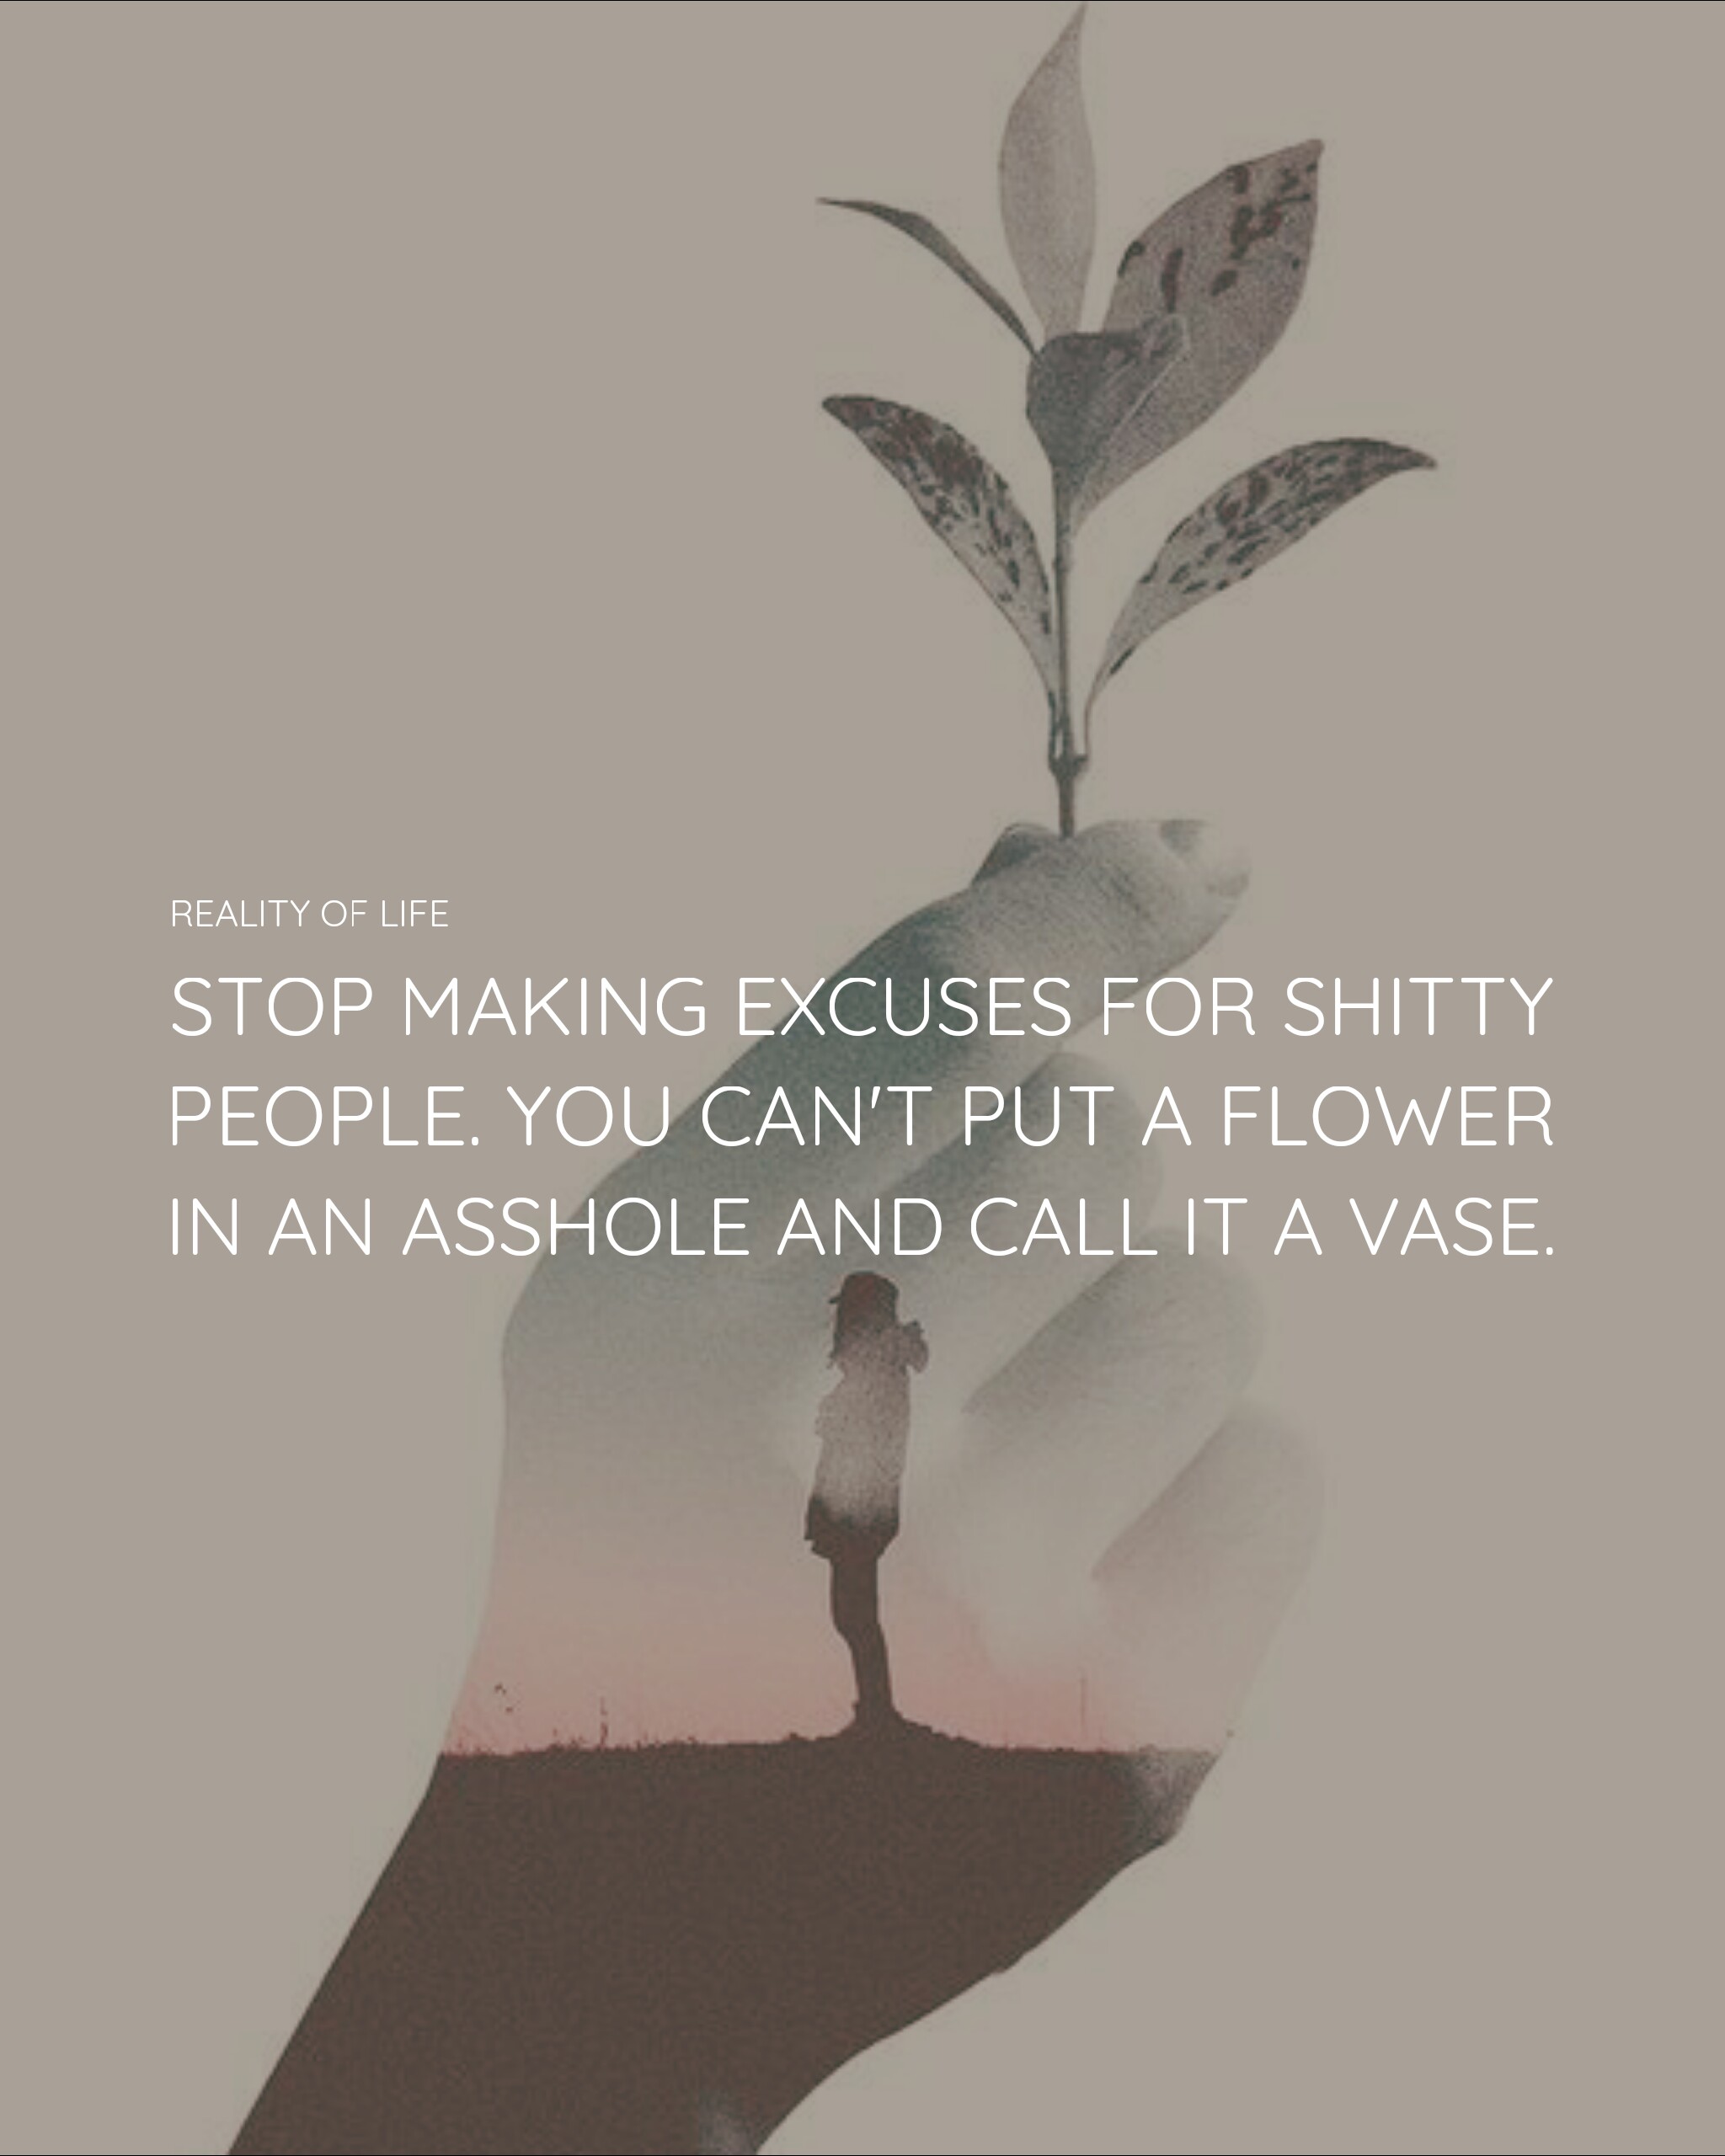 REALITY OF LIFE
STOP MAKING EXCUSES FOR SHITTY
PEOPLE. YOU CAN'T PUT A FLOWER
IN AN ASSHOLE AND CALL IT A VASE.